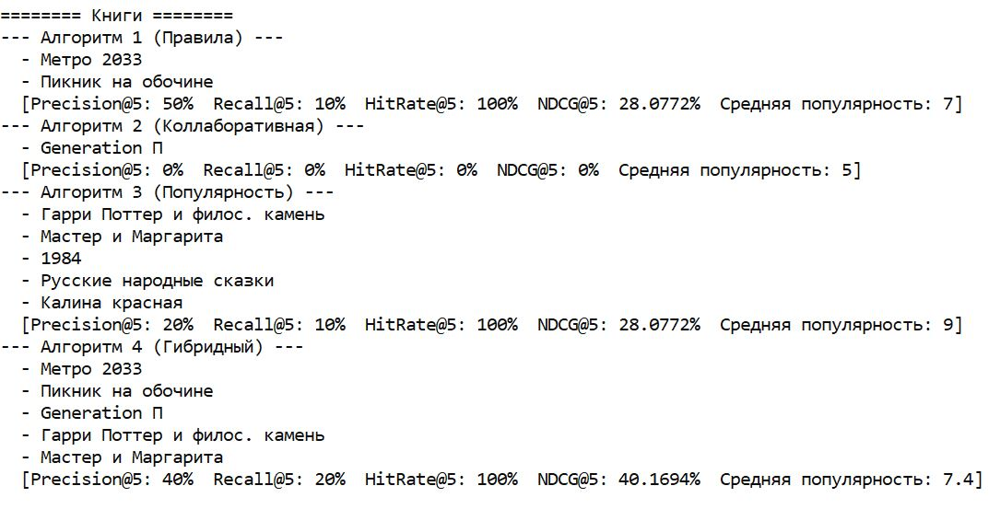 ======== Книги ========
--- Алгоритм 1 (Правила) ---
- Метро 2033
- Пикник на обочине
[Precision@5: 50% Recall@5: 10% HitRate@5: 100% NDCG@5: 28.0772% Средняя популярность: 7]
--- Алгоритм 2 (Коллаборативная) ---
- Generation П
[Precision@5: 0% Recall@5: 0% HitRate@5: 0% NDCG@5: 0% Средняя популярность: 5]
--- Алгоритм 3 (Популярность) ---
- Гарри Поттер и филос. камень
- Мастер и Маргарита
- 1984
- Русские народные сказки
- Калина красная
[Precision@5: 20% Recall@5: 10% HitRate@5: 100% NDCG@5: 28.0772% Средняя популярность: 9]
--- Алгоритм 4 (Гибридный) ---
- Метро 2033
- Пикник на обочине
- Generation П
- Гарри Поттер и филос. камень
- Мастер и Маргарита
[Precision@5: 40% Recall@5: 20% HitRate@5: 100% NDCG@5: 40.1694% Средняя популярность: 7.4]